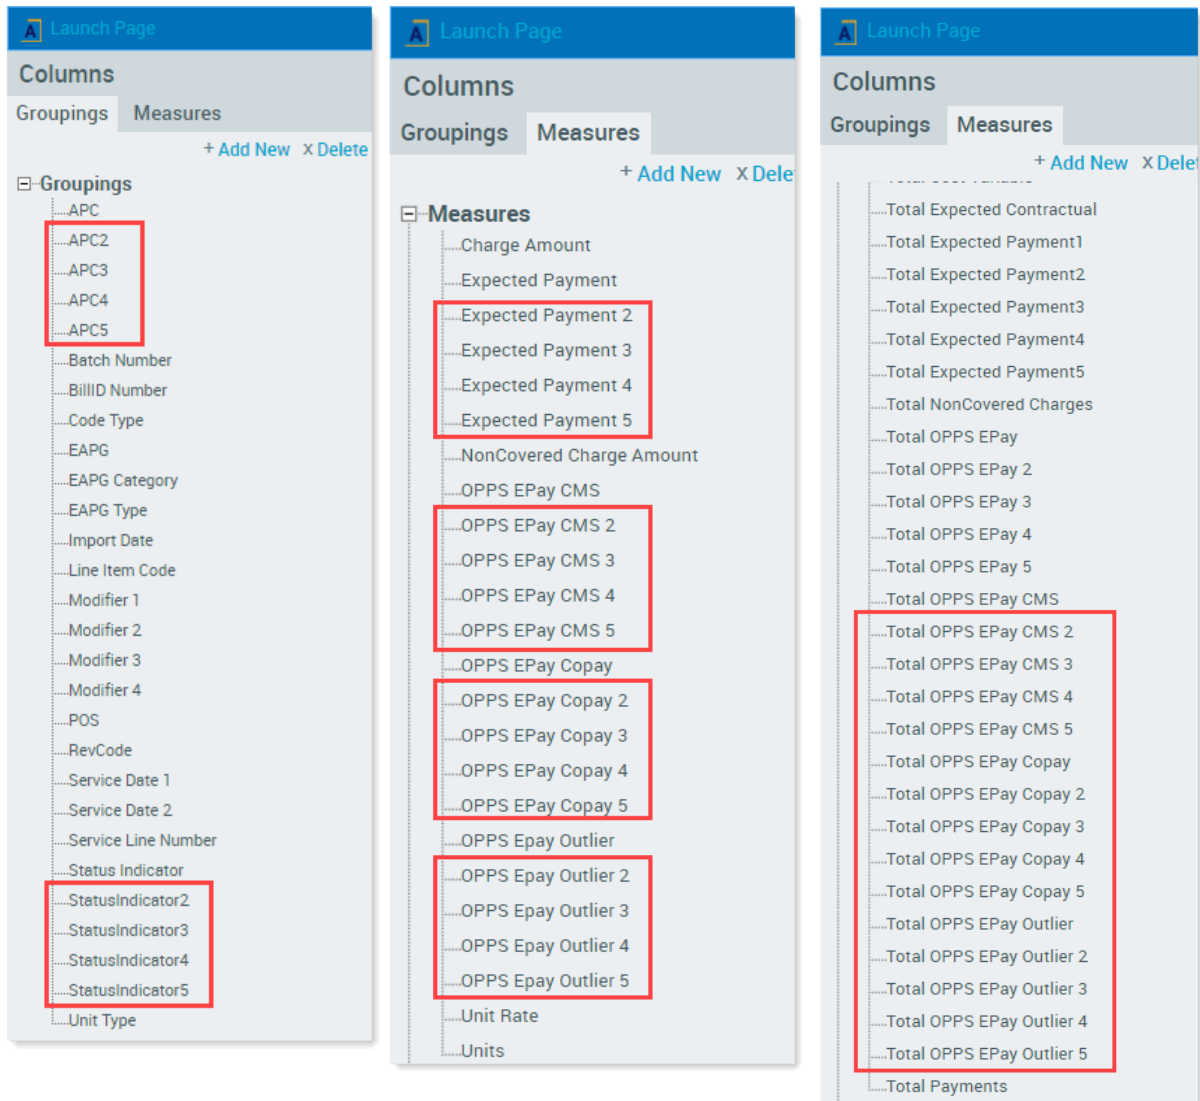 A Launch Page
Columns
Groupings Measures
+ Add New x Delete
Groupings
APC
APC2
APC3
APC4
APC5
Batch Number
BillID Number
Code Type
EAPG
EAPG Category
EAPG Type
Import Date
Line Item Code
Modifier 1
Modifier 2
Modifier 3
Modifier 4
POS
RevCode
Service Date 1
Service Date 2
Service Line Number
Status Indicator
StatusIndicator2
StatusIndicator3
StatusIndicator4
StatusIndicator5
Unit Type
A Launch Page
Columns
Groupings Measures
+ Add New x Dele
Measures
Charge Amount
Expected Payment
Expected Payment 2
Expected Payment 3
Expected Payment 4
Expected Payment 5
NonCovered Charge Amount
OPPS EPay CMS
OPPS EPay CMS 2
OPPS EPay CMS 3
OPPS EPay CMS 4
OPPS EPay CMS 5
OPPS EPay Copay
OPPS EPay Copay 2
OPPS EPay Copay 3
OPPS EPay Copay 4
OPPS EPay Copay 5
OPPS Epay Outlier
OPPS Epay Outlier 2
OPPS Epay Outlier 3
OPPS Epay Outlier 4
OPPS Epay Outlier 5
Unit Rate
Units
A Launch Page
Columns
Groupings Measures
+ Add New x Delet
Total Expected Contractual
Total Expected Payment1
Total Expected Payment2
Total Expected Payment3
Total Expected Payment4
Total Expected Payment5
Total NonCovered Charges
Total OPPS EPay
Total OPPS EPay 2
Total OPPS EPay 3
Total OPPS EPay 4
Total OPPS EPay 5
Total OPPS EPay CMS
Total OPPS EPay CMS 2
Total OPPS EPay CMS 3
Total OPPS EPay CMS 4
Total OPPS EPay CMS 5
Total OPPS EPay Copay
Total OPPS EPay Copay 2
Total OPPS EPay Copay 3
Total OPPS EPay Copay 4
Total OPPS EPay Copay 5
Total OPPS EPay Outlier
Total OPPS EPay Outlier 2
Total OPPS EPay Outlier 3
Total OPPS EPay Outlier 4
Total OPPS EPay Outlier 5
Total Payments